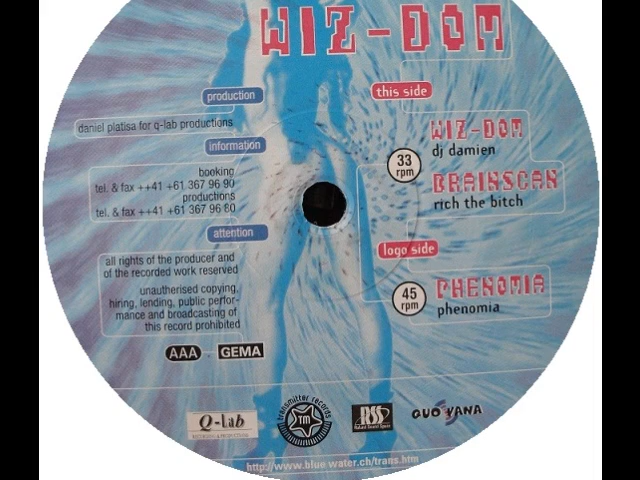 WIZ-DOM
production
daniel platisa for q-lab productions
information
booking
tel. & fax ++41 +61 367 96 90
productions
tel. & fax ++41 +61 367 96 80
attention
all rights of the producer and
of the recorded work reserved
unauthorised copying,
hiring, lending, public perfor-
mance and broadcasting of
this record prohibited
AAA GEMA
this side
33 rpm
WIZ-DOM
dj damien
BRAINSCAN
rich the bitch
logo side
45 rpm
PHENOMIA
phenomia
Q-lab
transmitter records
TM
RSS
GUOYANA
http://www.blue water.ch/trans.htm